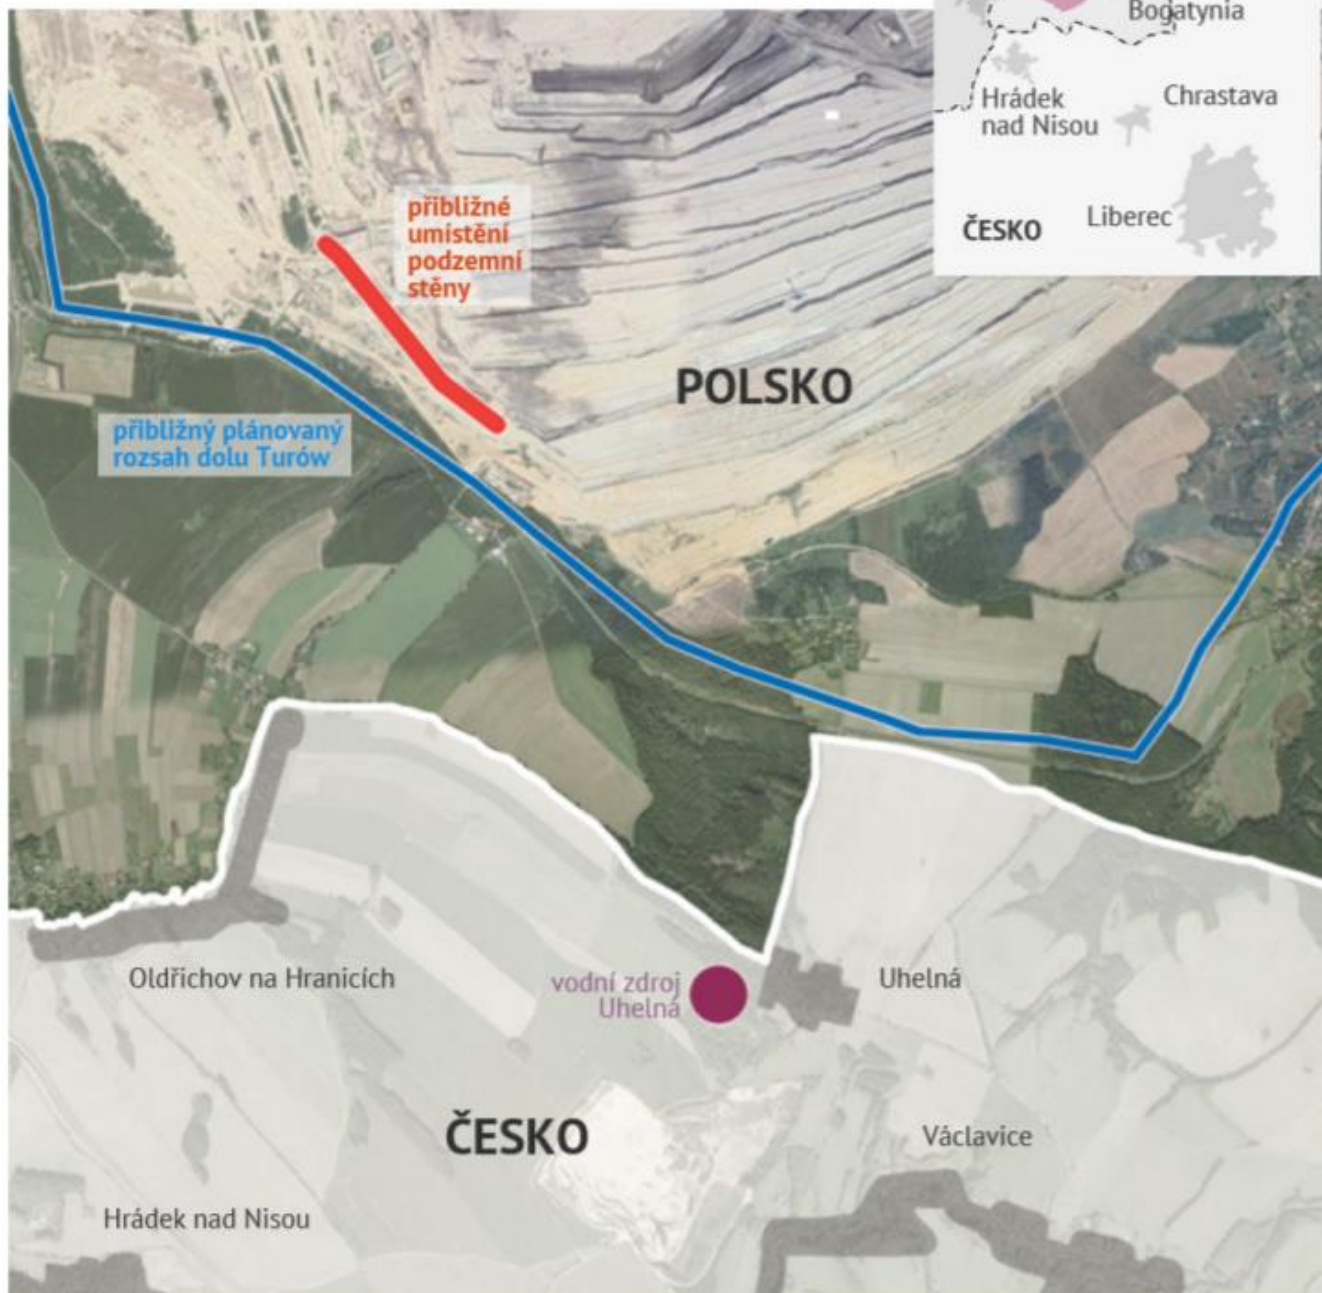 Bogatynia
Hrádek
nad Nisou
Chrastava
ČESKO
Liberec
přibližné
umístění
podzemní
stěny
POLSKO
přibližný plánovaný
rozsah dolu Turów
Oldřichov na Hranicích
vodní zdroj
Uhelná
Uhelná
ČESKO
Václavice
Hrádek nad Nisou